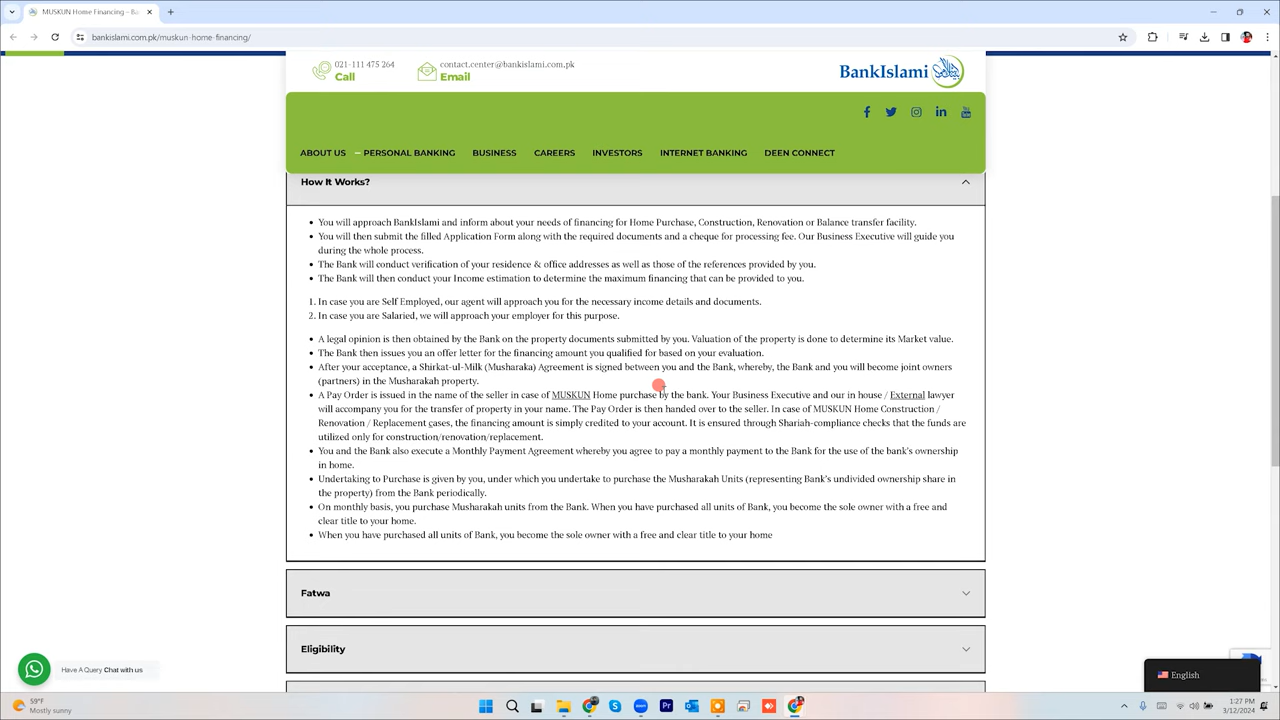 MUSKUN Home Financing – Ba
bankislami.com.pk/muskun-home-financing/
021-111 475 264
Call
contact.center@bankislami.com.pk
Email
BankIslami
ABOUT US
PERSONAL BANKING
BUSINESS
CAREERS
INVESTORS
INTERNET BANKING
DEEN CONNECT
How It Works?
• You will approach BankIslami and inform about your needs of financing for Home Purchase, Construction, Renovation or Balance transfer facility.
• You will then submit the filled Application Form along with the required documents and a cheque for processing fee. Our Business Executive will guide you
during the whole process.
• The Bank will conduct verification of your residence & office addresses as well as those of the references provided by you.
• The Bank will then conduct your Income estimation to determine the maximum financing that can be provided to you.
1. In case you are Self Employed, our agent will approach you for the necessary income details and documents.
2. In case you are Salaried, we will approach your employer for this purpose.
• A legal opinion is then obtained by the Bank on the property documents submitted by you. Valuation of the property is done to determine its Market value.
• The Bank then issues you an offer letter for the financing amount you qualified for based on your evaluation.
• After your acceptance, a Shirkat-ul-Milk (Musharaka) Agreement is signed between you and the Bank, whereby, the Bank and you will become joint owners
(partners) in the Musharakah property.
• A Pay Order is issued in the name of the seller in case of MUSKUN Home purchase by the bank. Your Business Executive and our in house / External lawyer
will accompany you for the transfer of property in your name. The Pay Order is then handed over to the seller. In case of MUSKUN Home Construction /
Renovation / Replacement cases, the financing amount is simply credited to your account. It is ensured through Shariah-compliance checks that the funds are
utilized only for construction/renovation/replacement.
• You and the Bank also execute a Monthly Payment Agreement whereby you agree to pay a monthly payment to the Bank for the use of the bank's ownership
in home.
• Undertaking to Purchase is given by you, under which you undertake to purchase the Musharakah Units (representing Bank's undivided ownership share in
the property) from the Bank periodically.
• On monthly basis, you purchase Musharakah units from the Bank. When you have purchased all units of Bank, you become the sole owner with a free and
clear title to your home.
• When you have purchased all units of Bank, you become the sole owner with a free and clear title to your home
Fatwa
Eligibility
Have A Query Chat with us
English
59°F
Mostly sunny
1:27 PM
3/12/2024